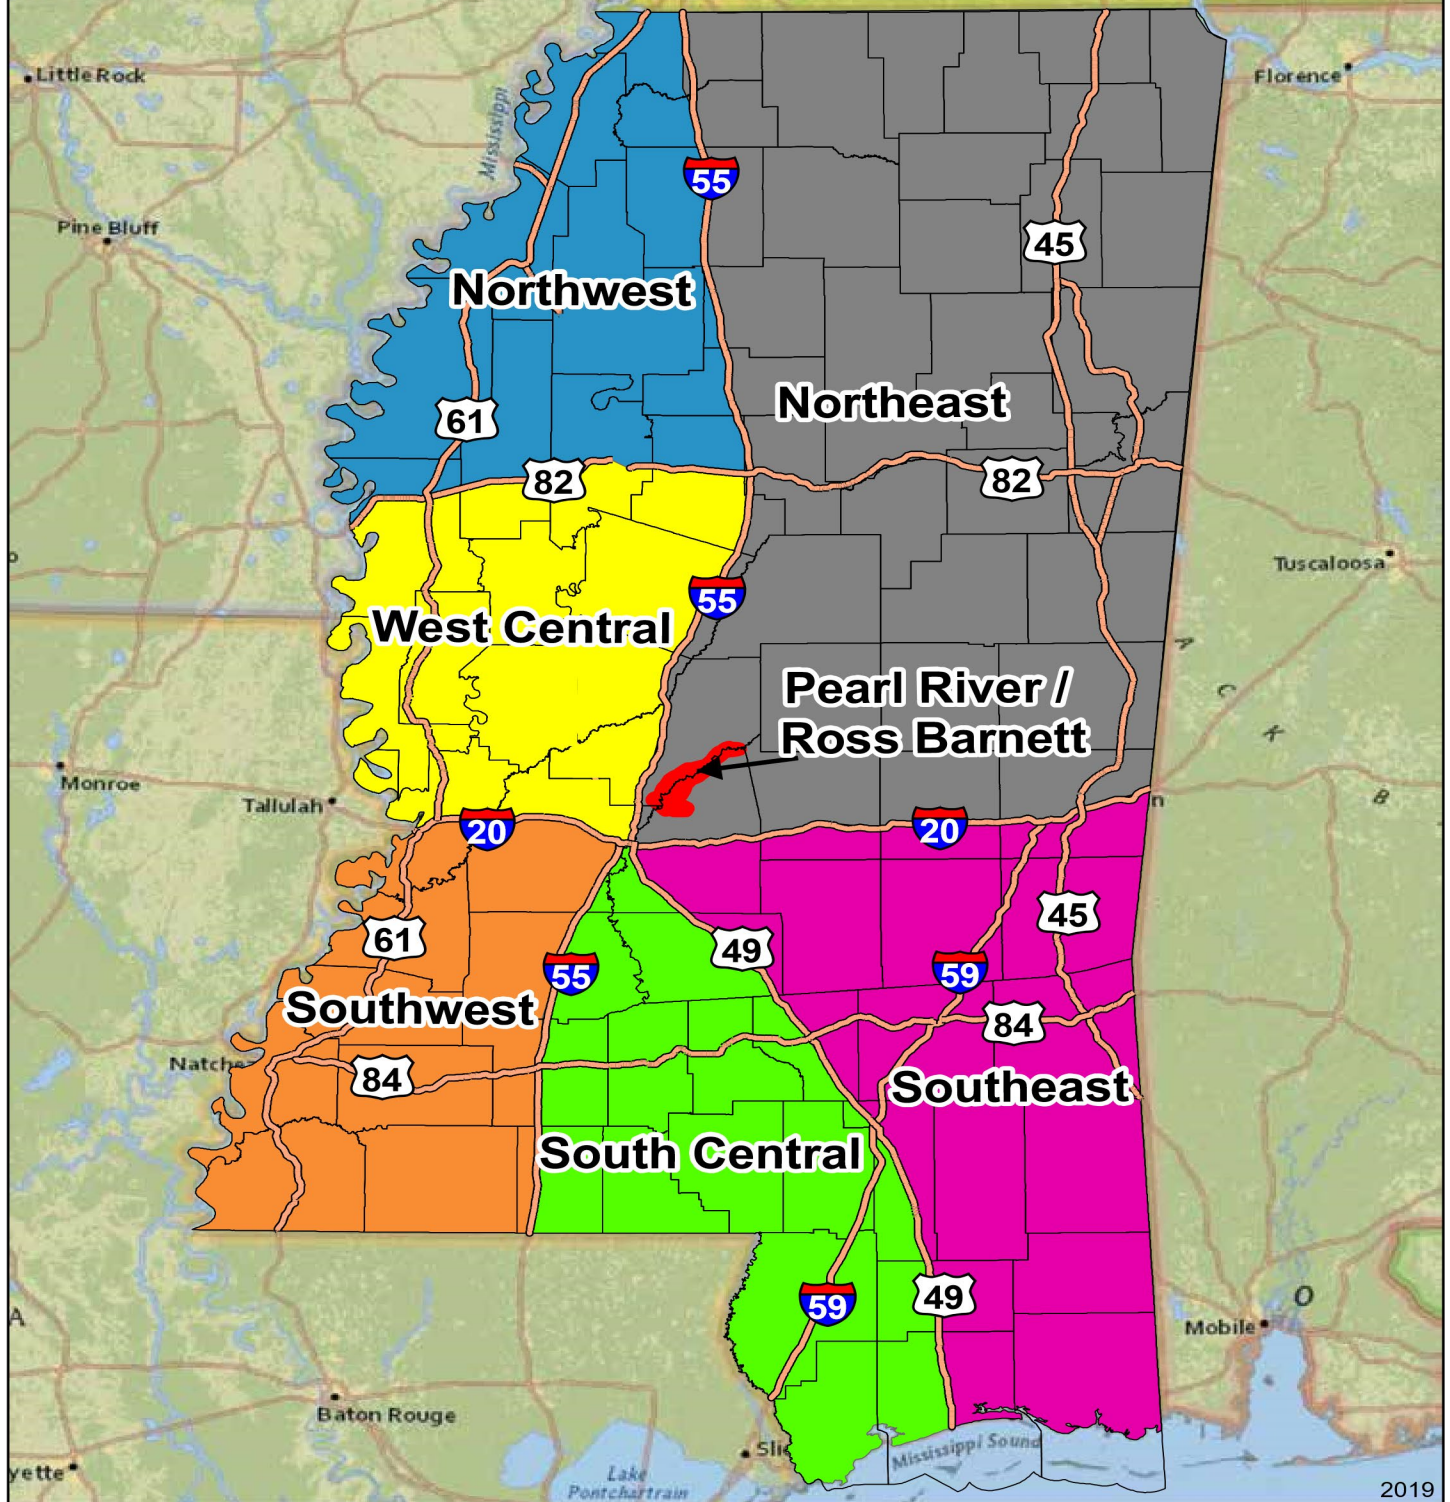 Little Rock
Florence
Mississippi
55
Pine Bluff
45
Northwest
Northeast
61
82
82
Tuscaloosa
55
West Central
A
C
K
B
Pearl River /
Ross Barnett
Monroe
Tallulah
n
20
20
61
49
45
55
59
Southwest
84
Natche
84
Southeast
South Central
59
49
O
A
Mobile
Baton Rouge
Sli
Mississippi Sound
yette
Lake
Pontchartrain
2019